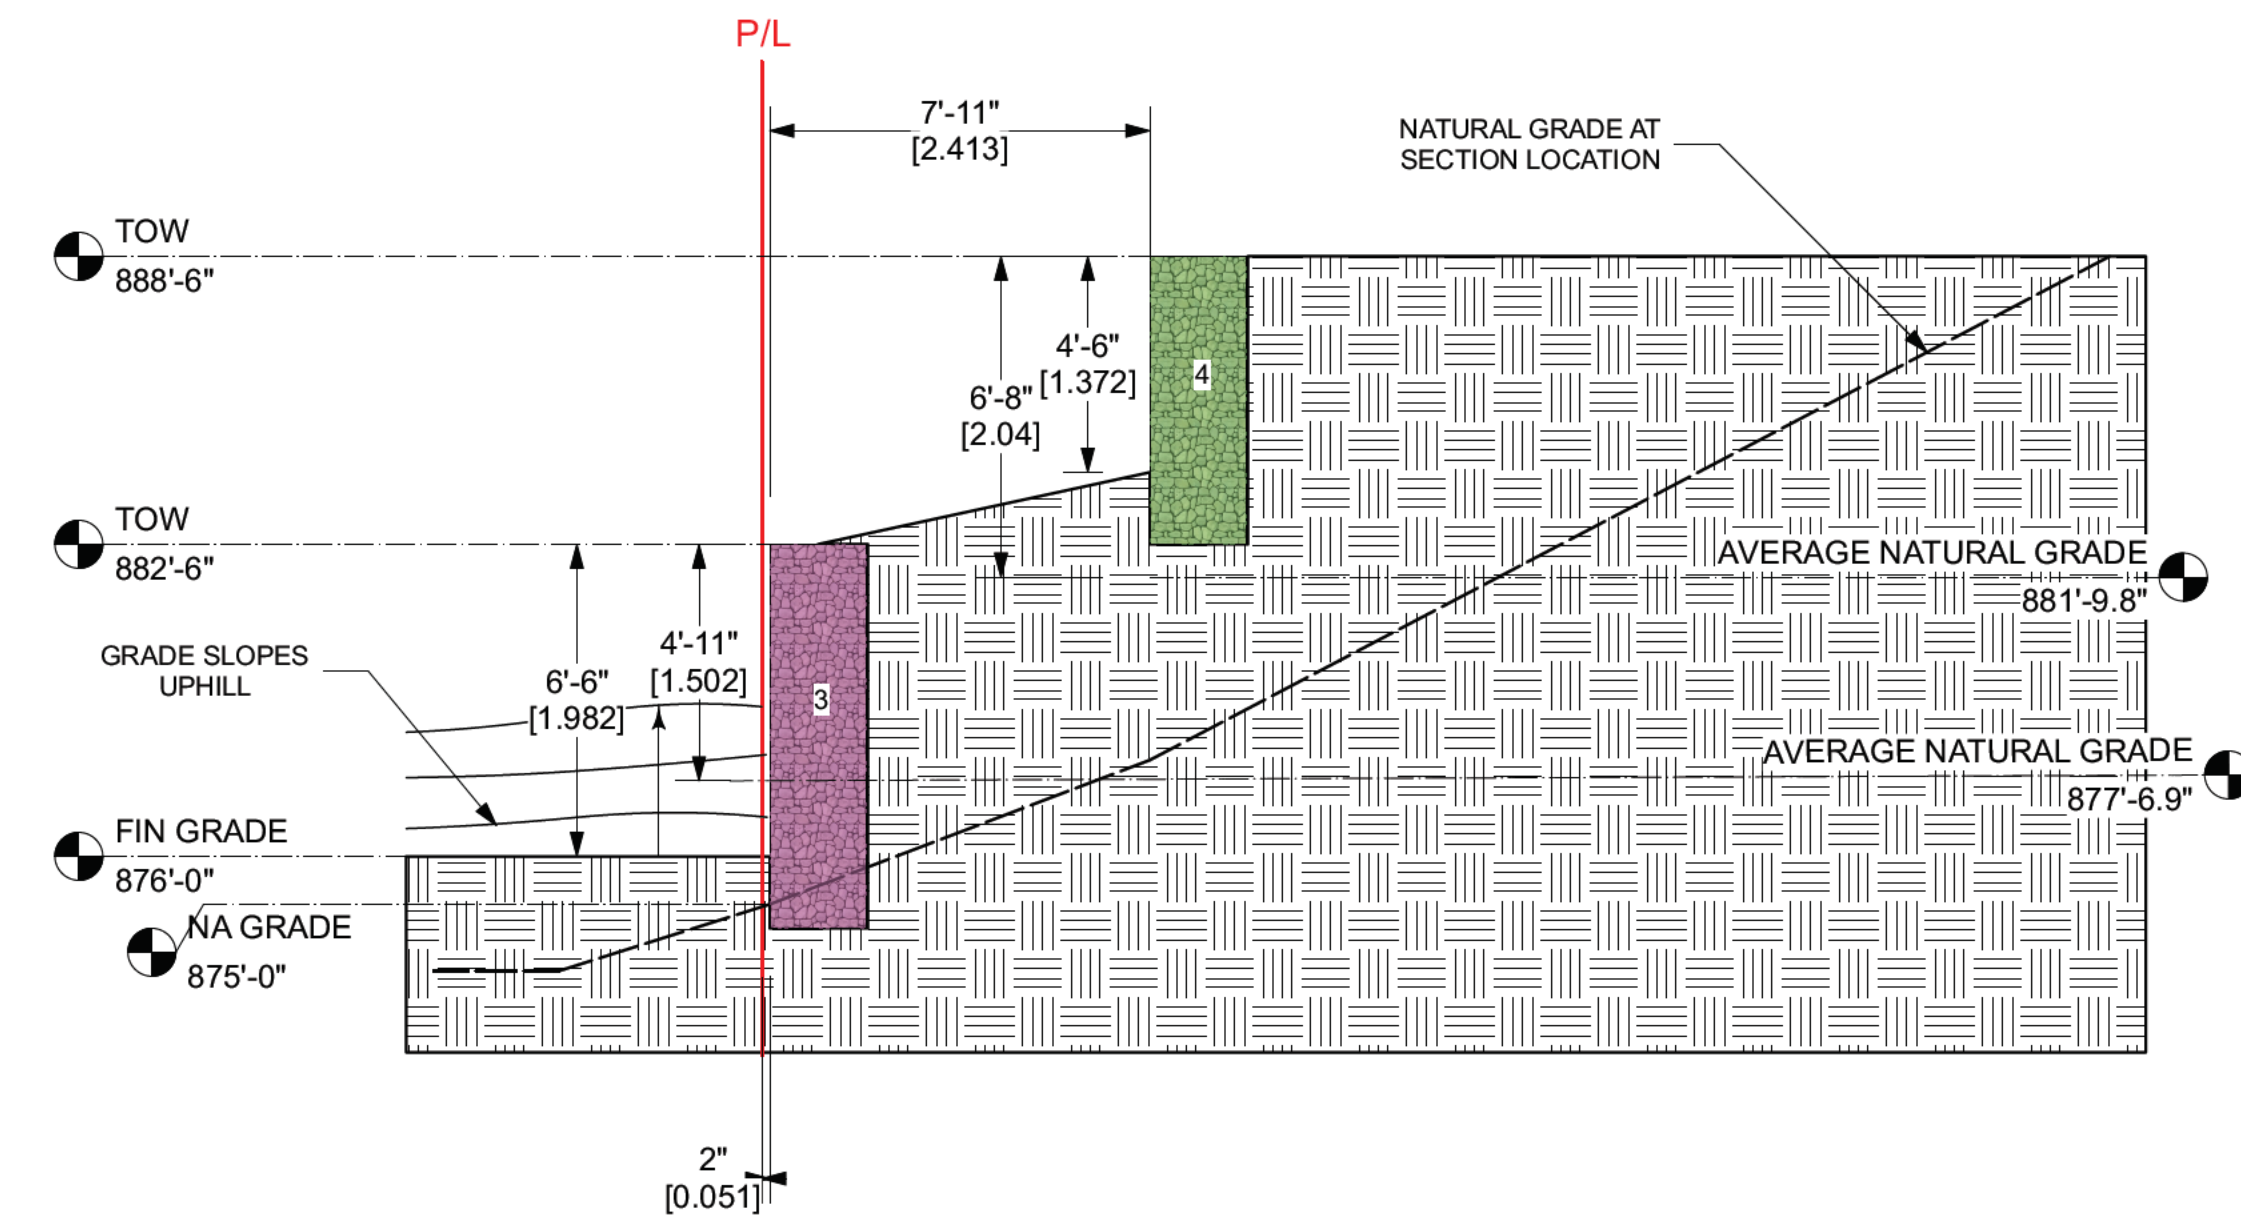 P/L
7'-11"
[2.413]
NATURAL GRADE AT
SECTION LOCATION
TOW
888'-6"
4'-6"
[1.372]
6'-8"
[2.04]
4
TOW
882'-6"
AVERAGE NATURAL GRADE
881'-9.8"
GRADE SLOPES
UPHILL
6'-6"
[1.982]
4'-11"
[1.502]
3
AVERAGE NATURAL GRADE
877'-6.9"
FIN GRADE
876'-0"
NA GRADE
875'-0"
2"
[0.051]